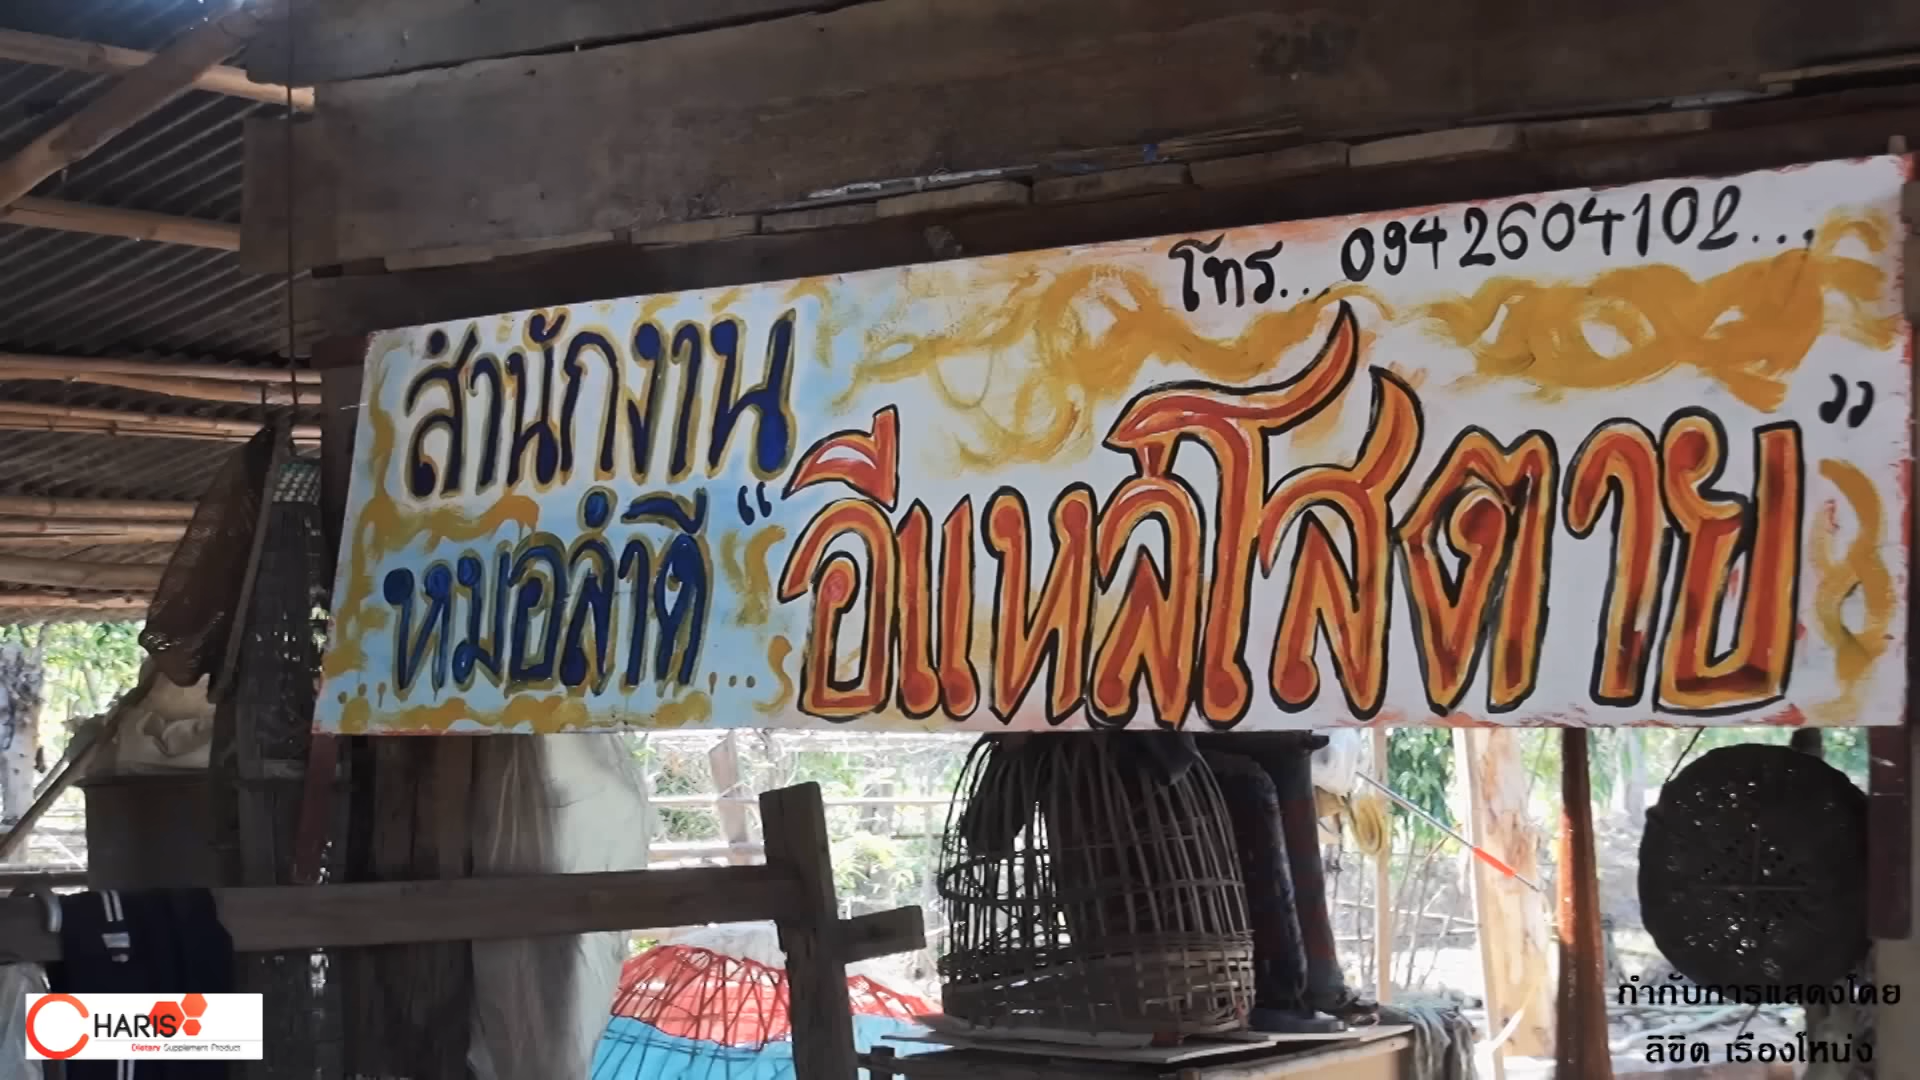 โทร... 0942604102...
สำนักงาน
หมอลำดี... “อีแหล่โสตาย”
CHARIS
Dietary Supplement Product
กำกับการแสดงโดย
ลิขิต เรืองโหน่ง